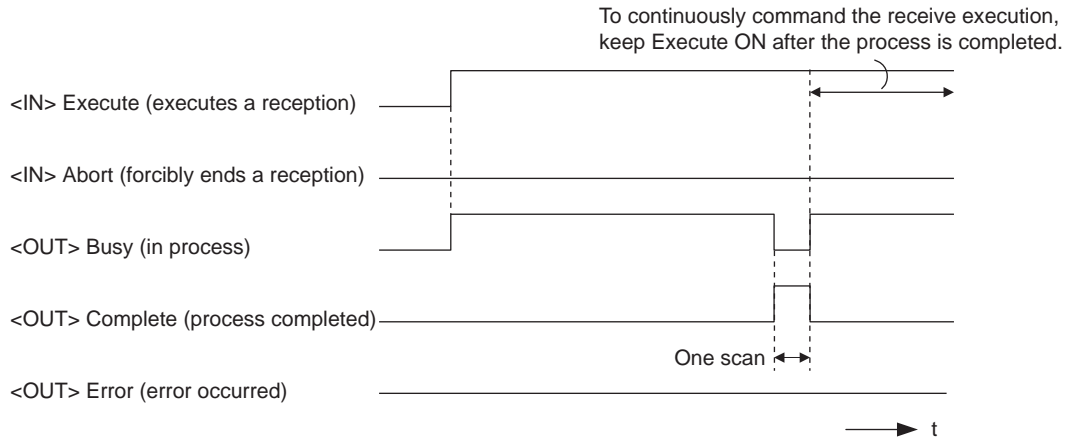 To continuously command the receive execution,
keep Execute ON after the process is completed.
<IN> Execute (executes a reception)
<IN> Abort (forcibly ends a reception)
<OUT> Busy (in process)
<OUT> Complete (process completed)
One scan
<OUT> Error (error occurred)
t